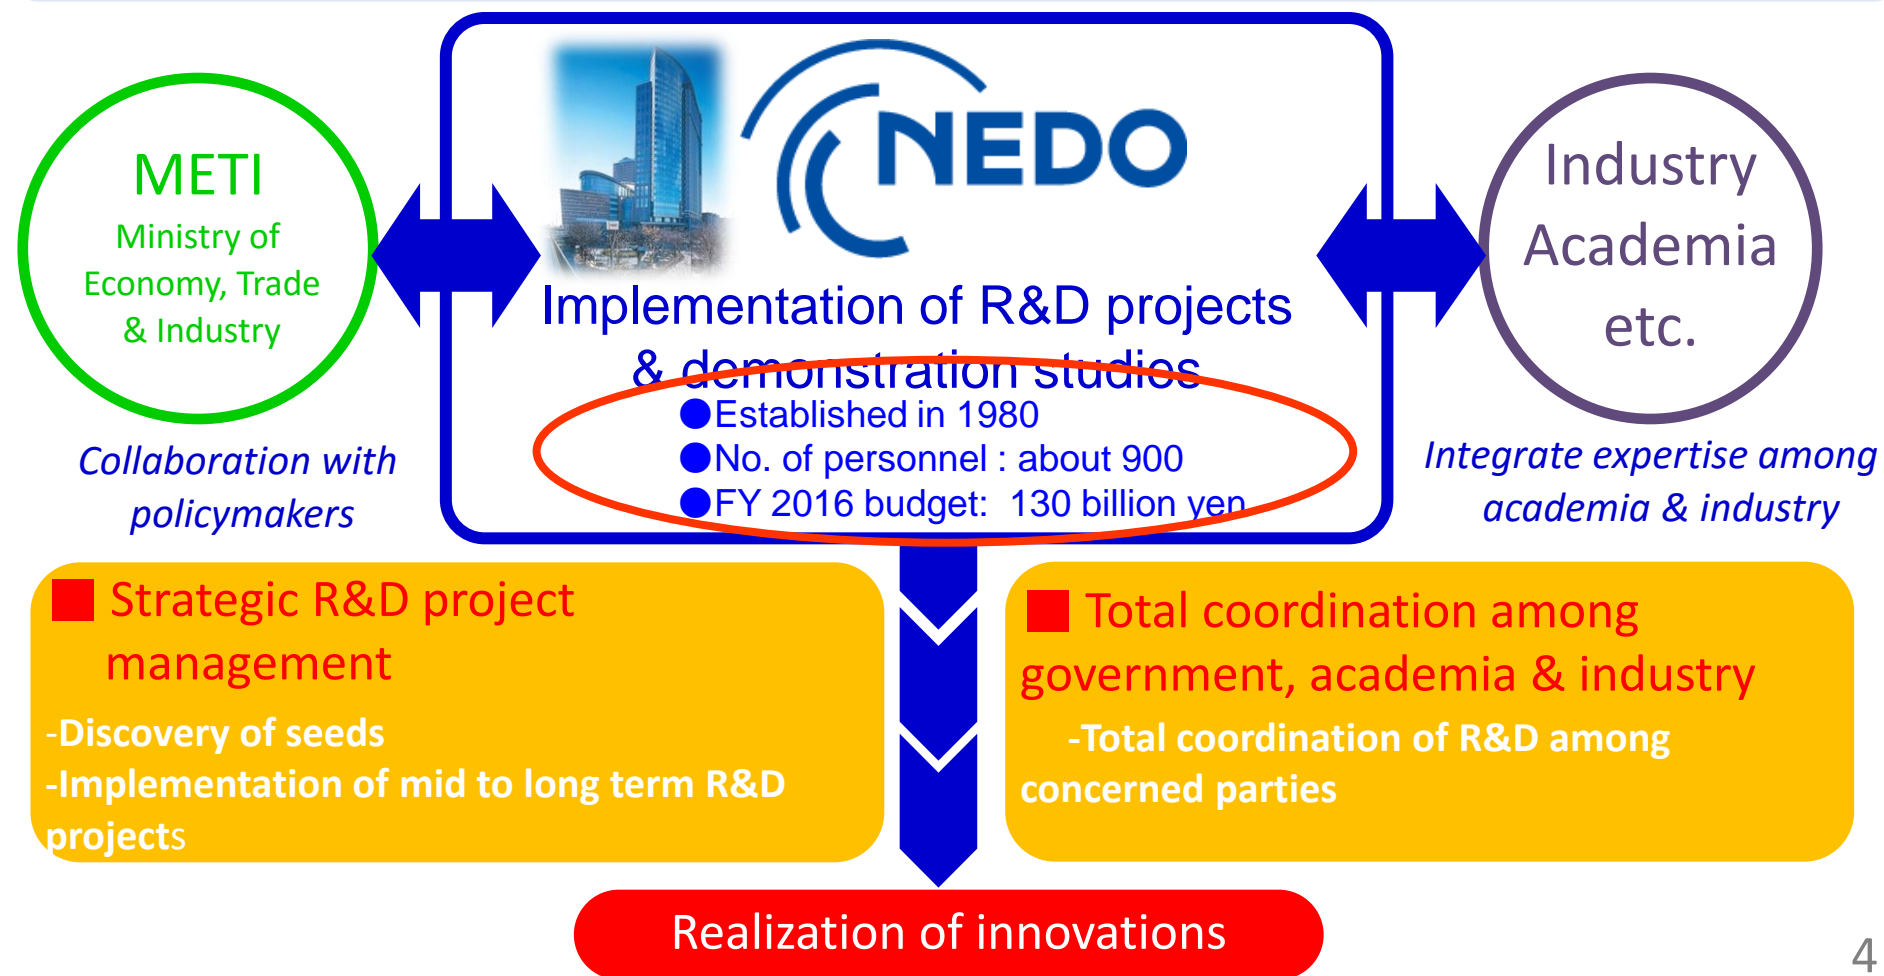 NEDO
METI
Ministry of
Economy, Trade
& Industry
Industry
Academia
etc.
Implementation of R&D projects
& demonstration studies
●Established in 1980
●No. of personnel : about 900
●FY 2016 budget: 130 billion yen
Collaboration with
policymakers
Integrate expertise among
academia & industry
■ Strategic R&D project
management
-Discovery of seeds
-Implementation of mid to long term R&D
projects
■ Total coordination among
government, academia & industry
-Total coordination of R&D among
concerned parties
Realization of innovations
4